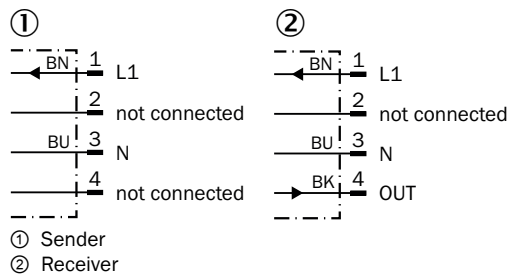 ① ②
BN 1 L1 BN 1 L1
2 not connected 2 not connected
BU 3 N BU 3 N
4 not connected BK 4 OUT
① Sender
② Receiver